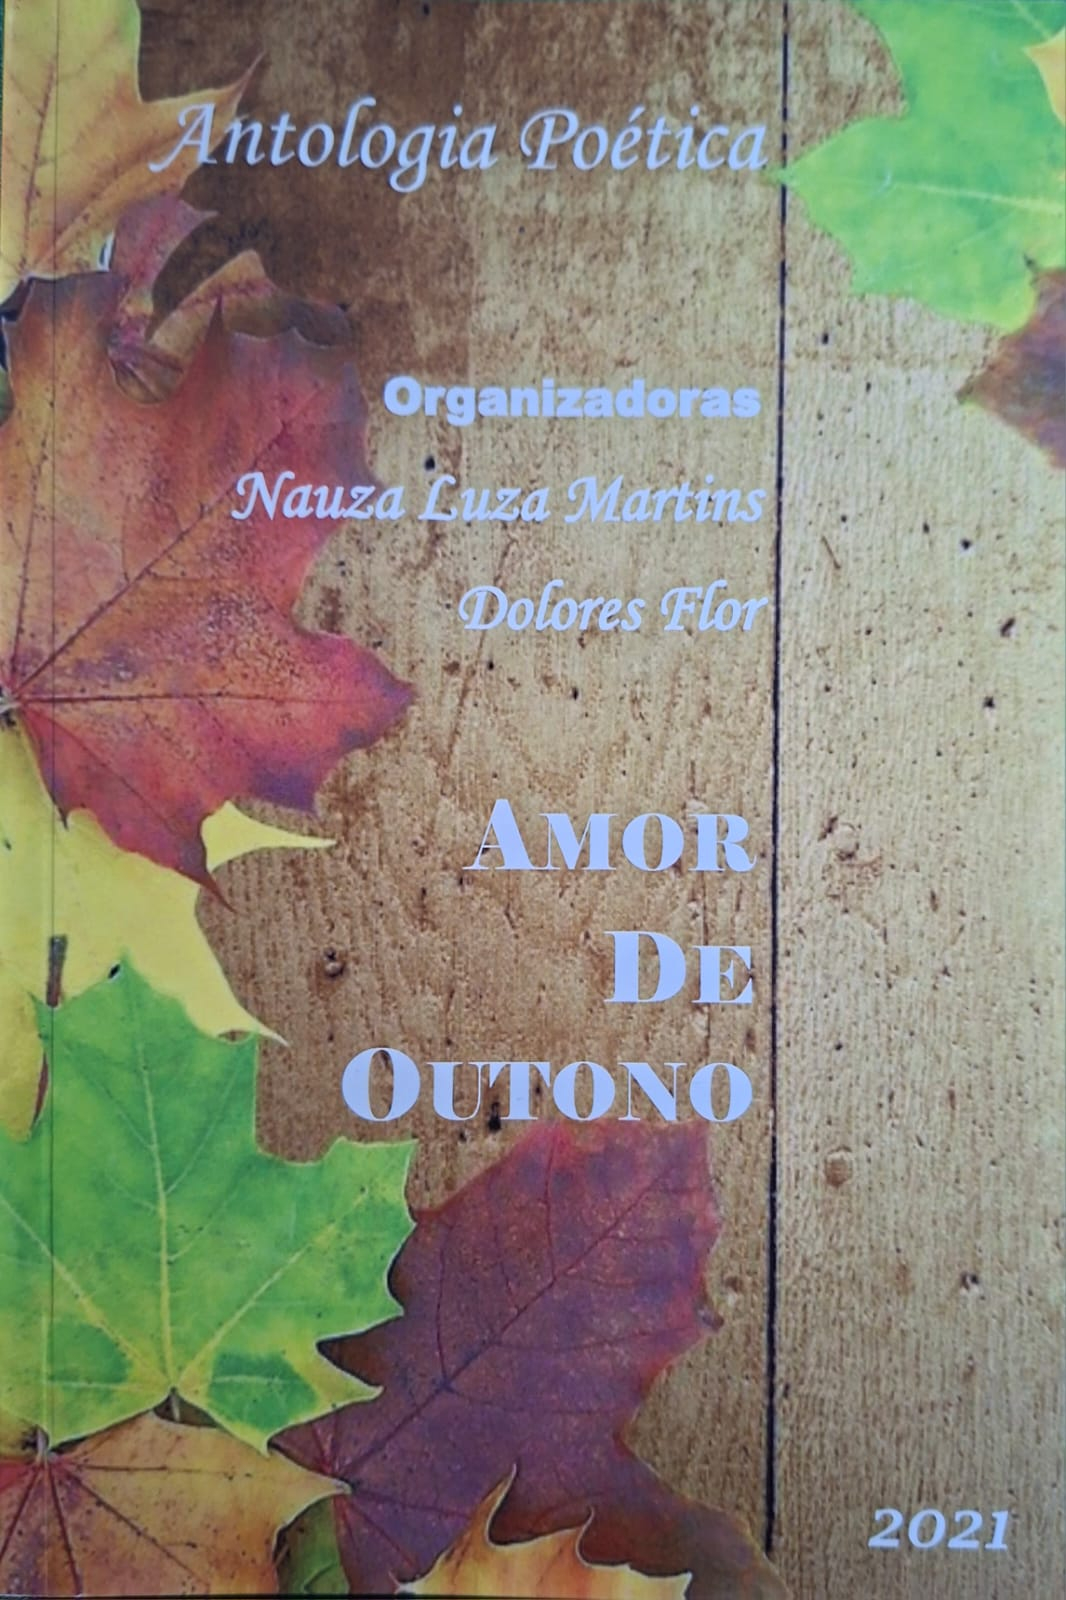 Antologia Poética
Organizadoras
Nauza Luza Martins
Dolores Flor
AMOR
DE
OUTONO
2021